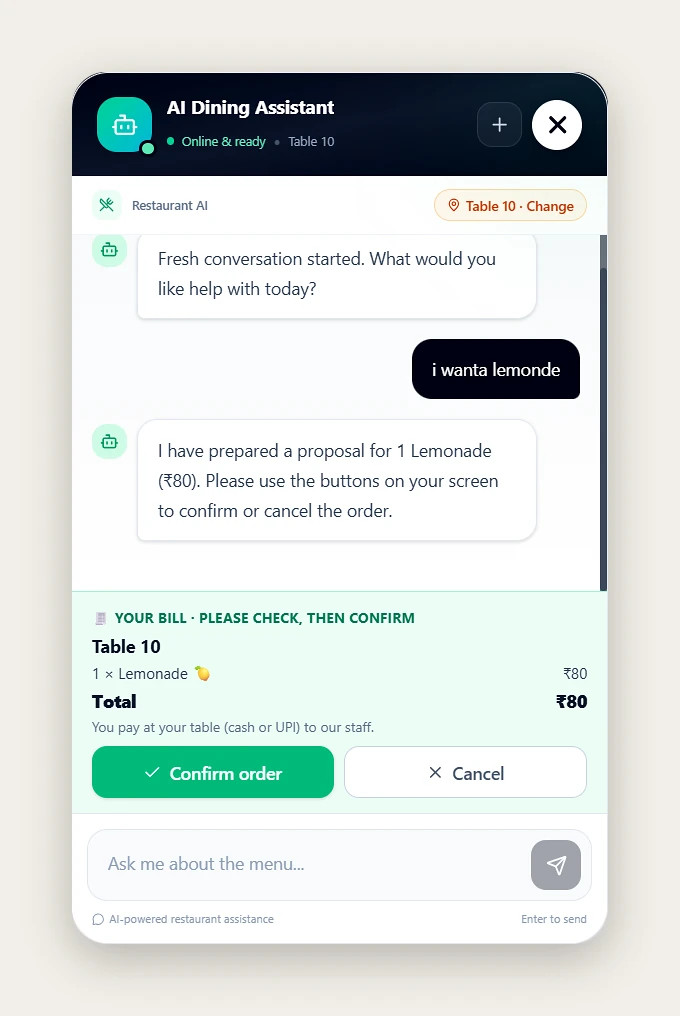 AI Dining Assistant
Online & ready • Table 10
Restaurant AI
Table 10 · Change
Fresh conversation started. What would you
like help with today?
i wanta lemonde
I have prepared a proposal for 1 Lemonade
(₹80). Please use the buttons on your screen
to confirm or cancel the order.
YOUR BILL · PLEASE CHECK, THEN CONFIRM
Table 10
1 × Lemonade 🍋 ₹80
Total ₹80
You pay at your table (cash or UPI) to our staff.
Confirm order
Cancel
Ask me about the menu...
AI-powered restaurant assistance
Enter to send